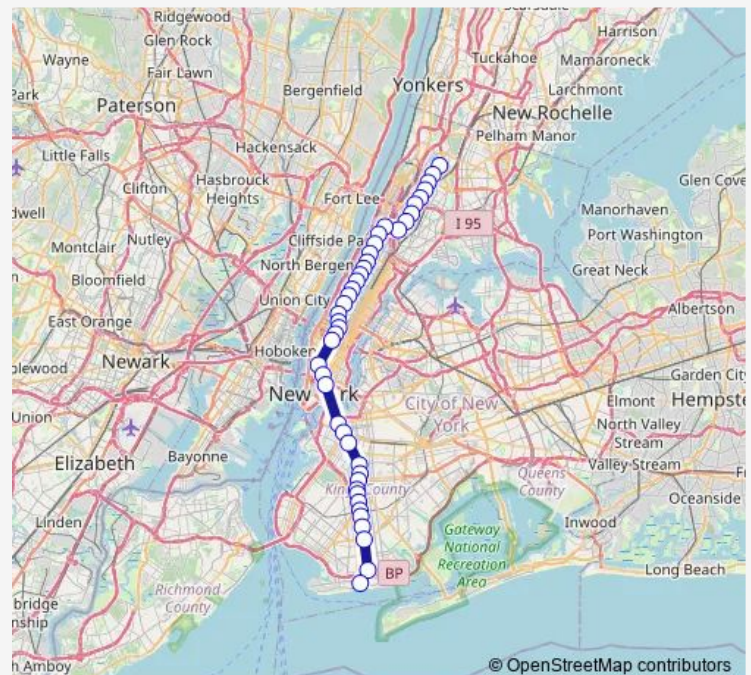 Ridgewood
Glen Rock
Harrison
Wayne
Tuckahoe
Mamaroneck
Fair Lawn
Bergenfield
Yonkers
Larchmont
Park
Paterson
New Rochelle
Pelham Manor
Little Falls
Hackensack
Hasbrouck
Heights
Clifton
Fort Lee
Glen Cove
Manorhaven
I 95
Port Washington
Nutley
Cliffside Pa
Montclair
North Bergen
Great Neck
Bloomfield
Union City
Albertson
East Orange
Hoboken
Newark
Garden City
New York
City of New
York
Elmont
Hempste
Union
North Valley
Stream
Bayonne
Valley Stream
Elizabeth
Queens
County
Kings County
Oceanside
Linden
Inwood
Gateway
National
Recreation
Area
BP
Long Beach
Richmond
County
bridge
nship
h Amboy
© OpenStreetMap contributors